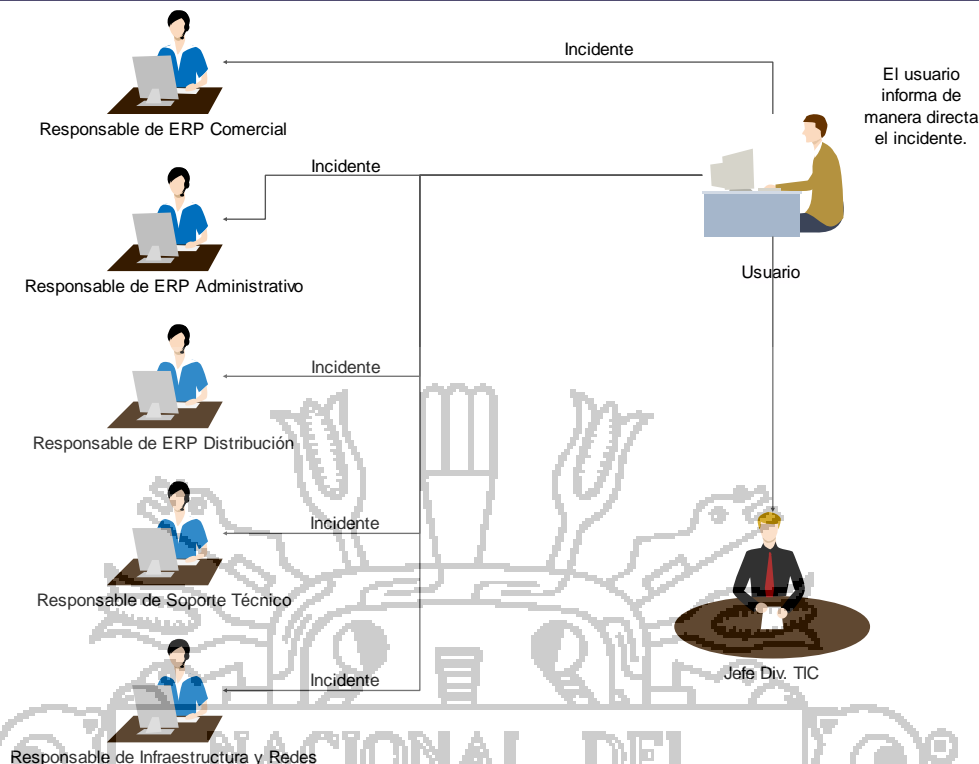 Incidente
El usuario
informa de
manera directa
el incidente.
Responsable de ERP Comercial
Incidente
Responsable de ERP Administrativo
Usuario
Incidente
Responsable de ERP Distribución
Incidente
Responsable de Soporte Técnico
Jefe Div. TIC
Incidente
NACIONAL DEL
Responsable de Infraestructura y Redes